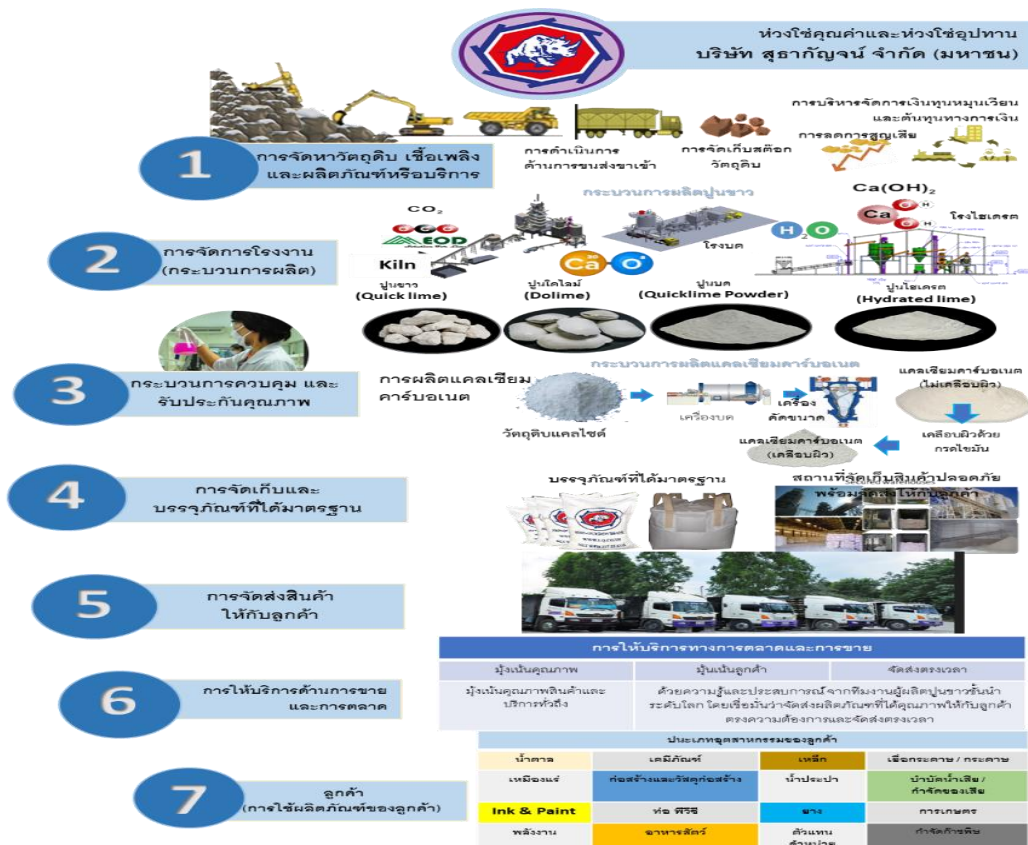 ห่วงโซ่คุณค่าและห่วงโซ่อุปทาน
บริษัท สุธากัญจน์ จำกัด (มหาชน)
1
การจัดหาวัตถุดิบ เชื้อเพลิง
และผลิตภัณฑ์หรือบริการ
การดำเนินการ
ด้านการขนส่งขาเข้า
การจัดเก็บสต๊อก
วัตถุดิบ
การบริหารจัดการเงินทุนหมุนเวียน
และต้นทุนทางการเงิน
การลดการสูญเสีย
2
การจัดการโรงงาน
(กระบวนการผลิต)
กระบวนการผลิตปูนขาว
CO2
EOD
Kiln
Ca
O
โรงบด
H2O
Ca(OH)2
Ca
O H
O H
โรงไฮเดรต
ปูนขาว
(Quick lime)
ปูนโดไลม์
(Dolime)
ปูนบด
(Quicklime Powder)
ปูนไฮเดรต
(Hydrated lime)
3
กระบวนการควบคุม และ
รับประกันคุณภาพ
กระบวนการผลิตแคลเซียมคาร์บอเนต
การผลิตแคลเซียม
คาร์บอเนต
วัตถุดิบแคลไซต์
เครื่องบด
เครื่อง
คัดขนาด
แคลเซียมคาร์บอเนต
(ไม่เคลือบผิว)
เคลือบผิวด้วย
กรดไขมัน
แคลเซียมคาร์บอเนต
(เคลือบผิว)
4
การจัดเก็บและ
บรรจุภัณฑ์ที่ได้มาตรฐาน
บรรจุภัณฑ์ที่ได้มาตรฐาน
สถานที่จัดเก็บสินค้าปลอดภัย
พร้อมจัดส่งให้กับลูกค้า
5
การจัดส่งสินค้า
ให้กับลูกค้า
6
การให้บริการด้านการขาย
และการตลาด
การให้บริการทางการตลาดและการขาย
มุ้งเน้นคุณภาพ
มุ้นเน้นลูกค้า
จัดส่งตรงเวลา
มุ้งเน้นคุณภาพสินค้าและ
บริการทั่วถึง
ด้วยความรู้และประสบการณ์ จากทีมงานผู้ผลิตปูนขาวชั้นนำ
ระดับโลก โดยเชื่อมั่นว่าจัดส่งผลิตภัณฑ์ที่ได้คุณภาพให้กับลูกค้า
ตรงความต้องการและจัดส่งตรงเวลา
7
ลูกค้า
(การใช้ผลิตภัณฑ์ของลูกค้า)
ประเภทอุตสาหกรรมของลูกค้า
น้ำตาล
เคมีภัณฑ์
เหล็ก
เยื่อกระดาษ / กระดาษ
เหมืองแร่
ก่อสร้างและวัสดุก่อสร้าง
น้ำประปา
บำบัดน้ำเสีย /
กำจัดของเสีย
Ink & Paint
ท่อ พีวีซี
ยาง
การเกษตร
พลังงาน
อาหารสัตว์
ตัวแทน
จำหน่าย
กำจัดก๊าซพิษ